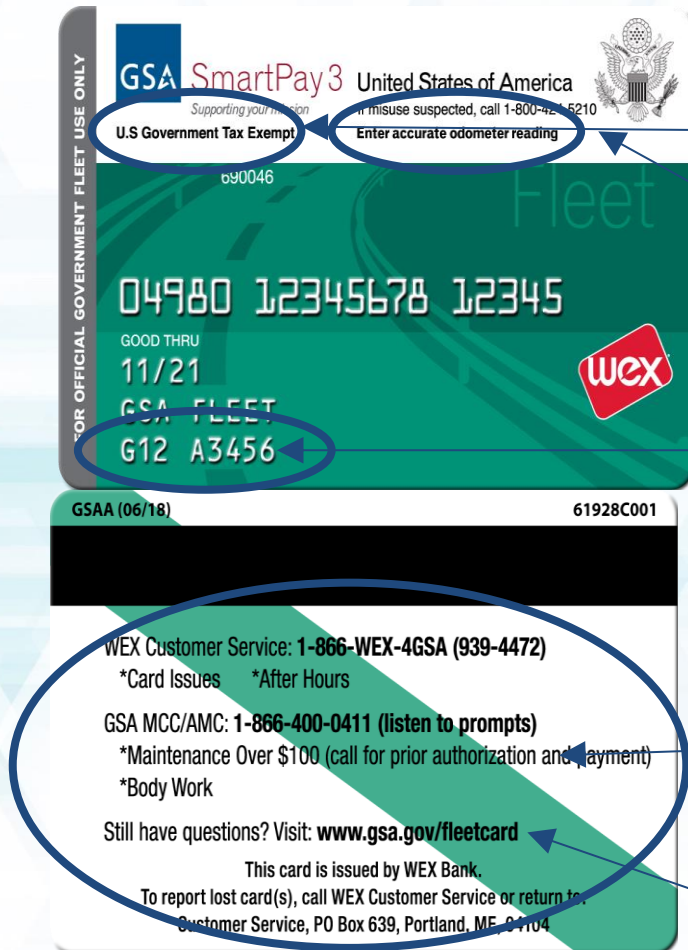 FOR OFFICIAL GOVERNMENT FLEET USE ONLY
GSA SmartPay 3 United States of America
Supporting your mission If misuse suspected, call 1-800-424-5210
U.S Government Tax Exempt Enter accurate odometer reading
690046
Fleet
04980 12345678 12345
GOOD THRU
11/21
wex
GSA FLEET
G12 A3456
GSAA (06/18) 61928C001
WEX Customer Service: 1-866-WEX-4GSA (939-4472)
*Card Issues *After Hours
GSA MCC/AMC: 1-866-400-0411 (listen to prompts)
*Maintenance Over $100 (call for prior authorization and payment)
*Body Work
Still have questions? Visit: www.gsa.gov/fleetcard
This card is issued by WEX Bank.
To report lost card(s), call WEX Customer Service or return to:
Customer Service, PO Box 639, Portland, ME, 04104